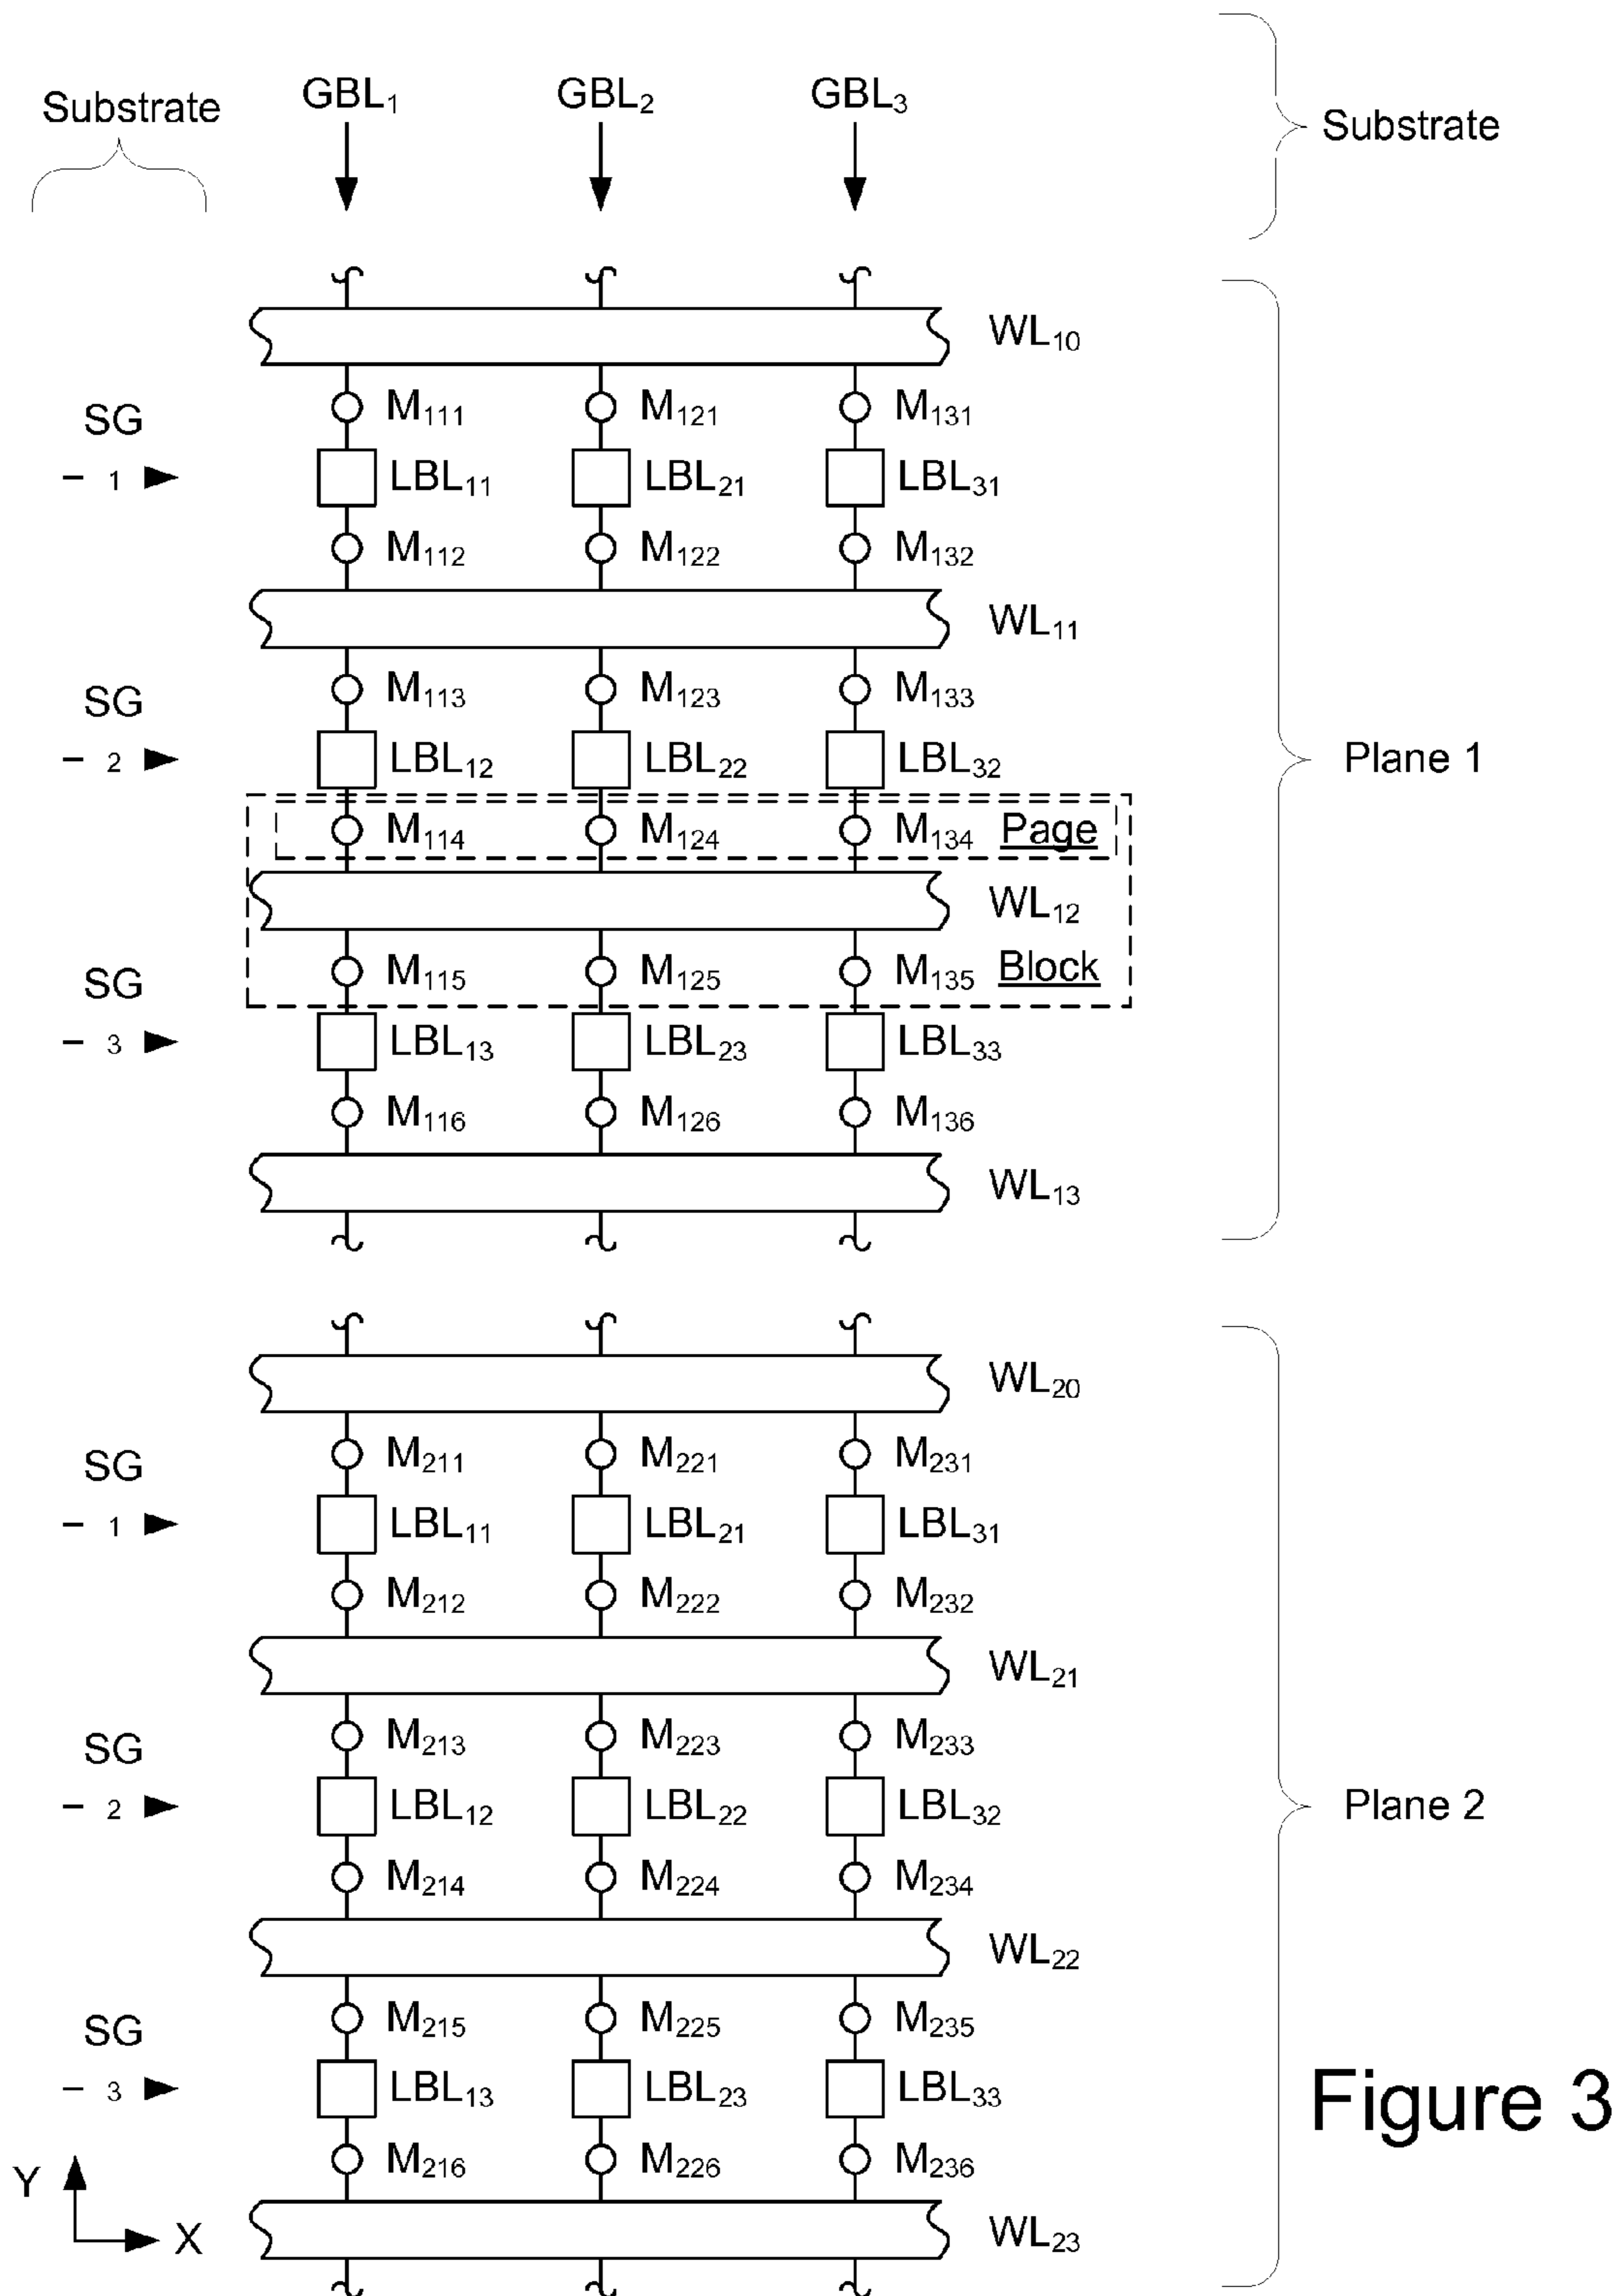 GBL₁ GBL₂ GBL₃
Substrate Substrate
WL₁₀
SG M₁₁₁ M₁₂₁ M₁₃₁
1 LBL₁₁ LBL₂₁ LBL₃₁
M₁₁₂ M₁₂₂ M₁₃₂
WL₁₁
SG M₁₁₃ M₁₂₃ M₁₃₃
2 LBL₁₂ LBL₂₂ LBL₃₂ Plane 1
M₁₁₄ M₁₂₄ M₁₃₄ Page
WL₁₂
SG M₁₁₅ M₁₂₅ M₁₃₅ Block
3 LBL₁₃ LBL₂₃ LBL₃₃
M₁₁₆ M₁₂₆ M₁₃₆
WL₁₃
WL₂₀
SG M₂₁₁ M₂₂₁ M₂₃₁
1 LBL₁₁ LBL₂₁ LBL₃₁
M₂₁₂ M₂₂₂ M₂₃₂
WL₂₁
SG M₂₁₃ M₂₂₃ M₂₃₃
2 LBL₁₂ LBL₂₂ LBL₃₂ Plane 2
M₂₁₄ M₂₂₄ M₂₃₄
WL₂₂
SG M₂₁₅ M₂₂₅ M₂₃₅
3 LBL₁₃ LBL₂₃ LBL₃₃ Figure 3
M₂₁₆ M₂₂₆ M₂₃₆
Y
X WL₂₃